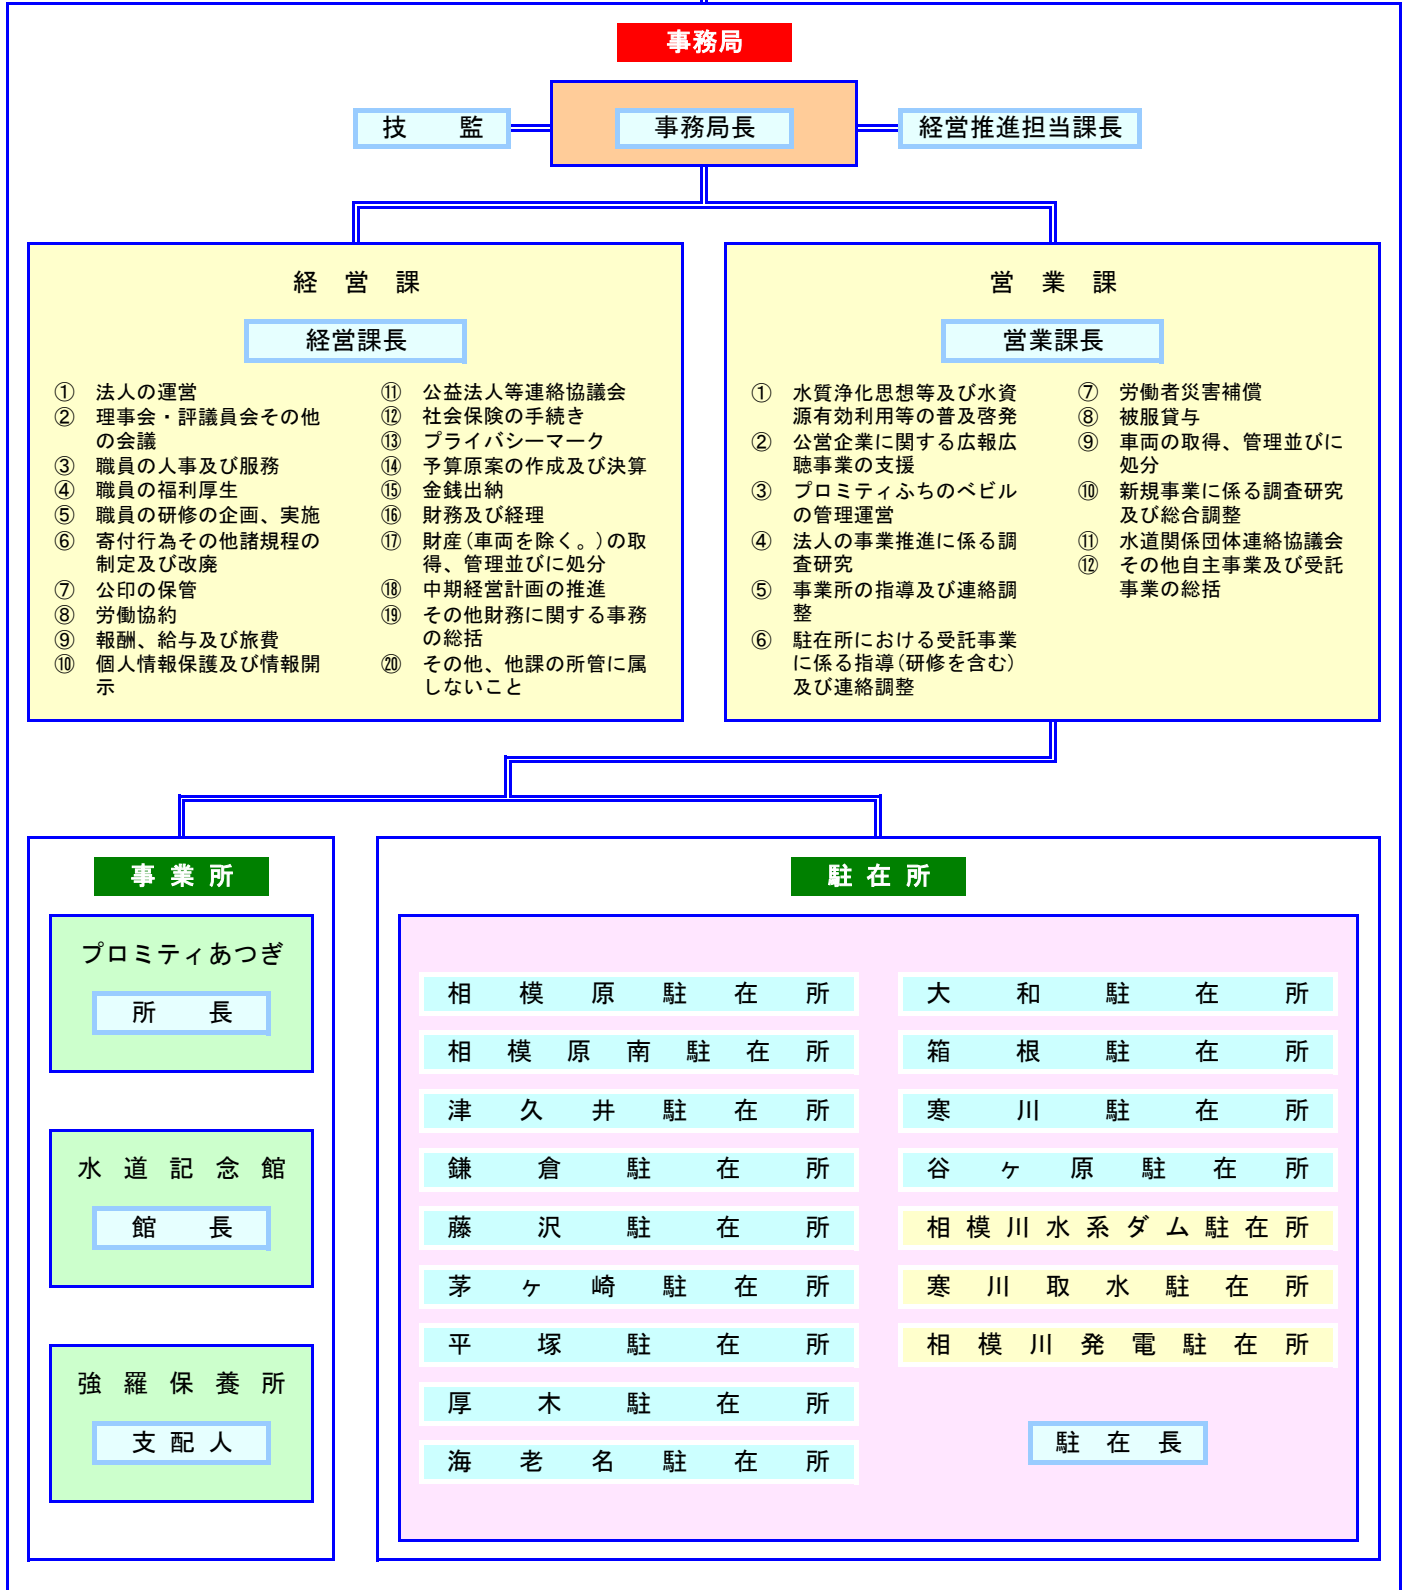 事務局
技　監
事務局長
経営推進担当課長
経営課
経営課長
① 法人の運営
② 理事会・評議員会その他
の会議
③ 職員の人事及び服務
④ 職員の福利厚生
⑤ 職員の研修の企画、実施
⑥ 寄付行為その他諸規程の
制定及び改廃
⑦ 公印の保管
⑧ 労働協約
⑨ 報酬、給与及び旅費
⑩ 個人情報保護及び情報開
示
⑪ 公益法人等連絡協議会
⑫ 社会保険の手続き
⑬ プライバシーマーク
⑭ 予算原案の作成及び決算
⑮ 金銭出納
⑯ 財務及び経理
⑰ 財産(車両を除く。)の取
得、管理並びに処分
⑱ 中期経営計画の推進
⑲ その他財務に関する事務
の総括
⑳ その他、他課の所管に属
しないこと
営業課
営業課長
① 水質浄化思想等及び水資
源有効利用等の普及啓発
② 公営企業に関する広報広
聴事業の支援
③ プロミティふちのべビル
の管理運営
④ 法人の事業推進に係る調
査研究
⑤ 事業所の指導及び連絡調
整
⑥ 駐在所における受託事業
に係る指導(研修を含む)
及び連絡調整
⑦ 労働者災害補償
⑧ 被服貸与
⑨ 車両の取得、管理並びに
処分
⑩ 新規事業に係る調査研究
及び総合調整
⑪ 水道関係団体連絡協議会
⑫ その他自主事業及び受託
事業の総括
事業所
プロミティあつぎ
所　長
水道記念館
館　長
強羅保養所
支配人
駐在所
相模原駐在所
相模原南駐在所
津久井駐在所
鎌倉駐在所
藤沢駐在所
茅ヶ崎駐在所
平塚駐在所
厚木駐在所
海老名駐在所
大和駐在所
箱根駐在所
寒川駐在所
谷ヶ原駐在所
相模川水系ダム駐在所
寒川取水駐在所
相模川発電駐在所
駐在長